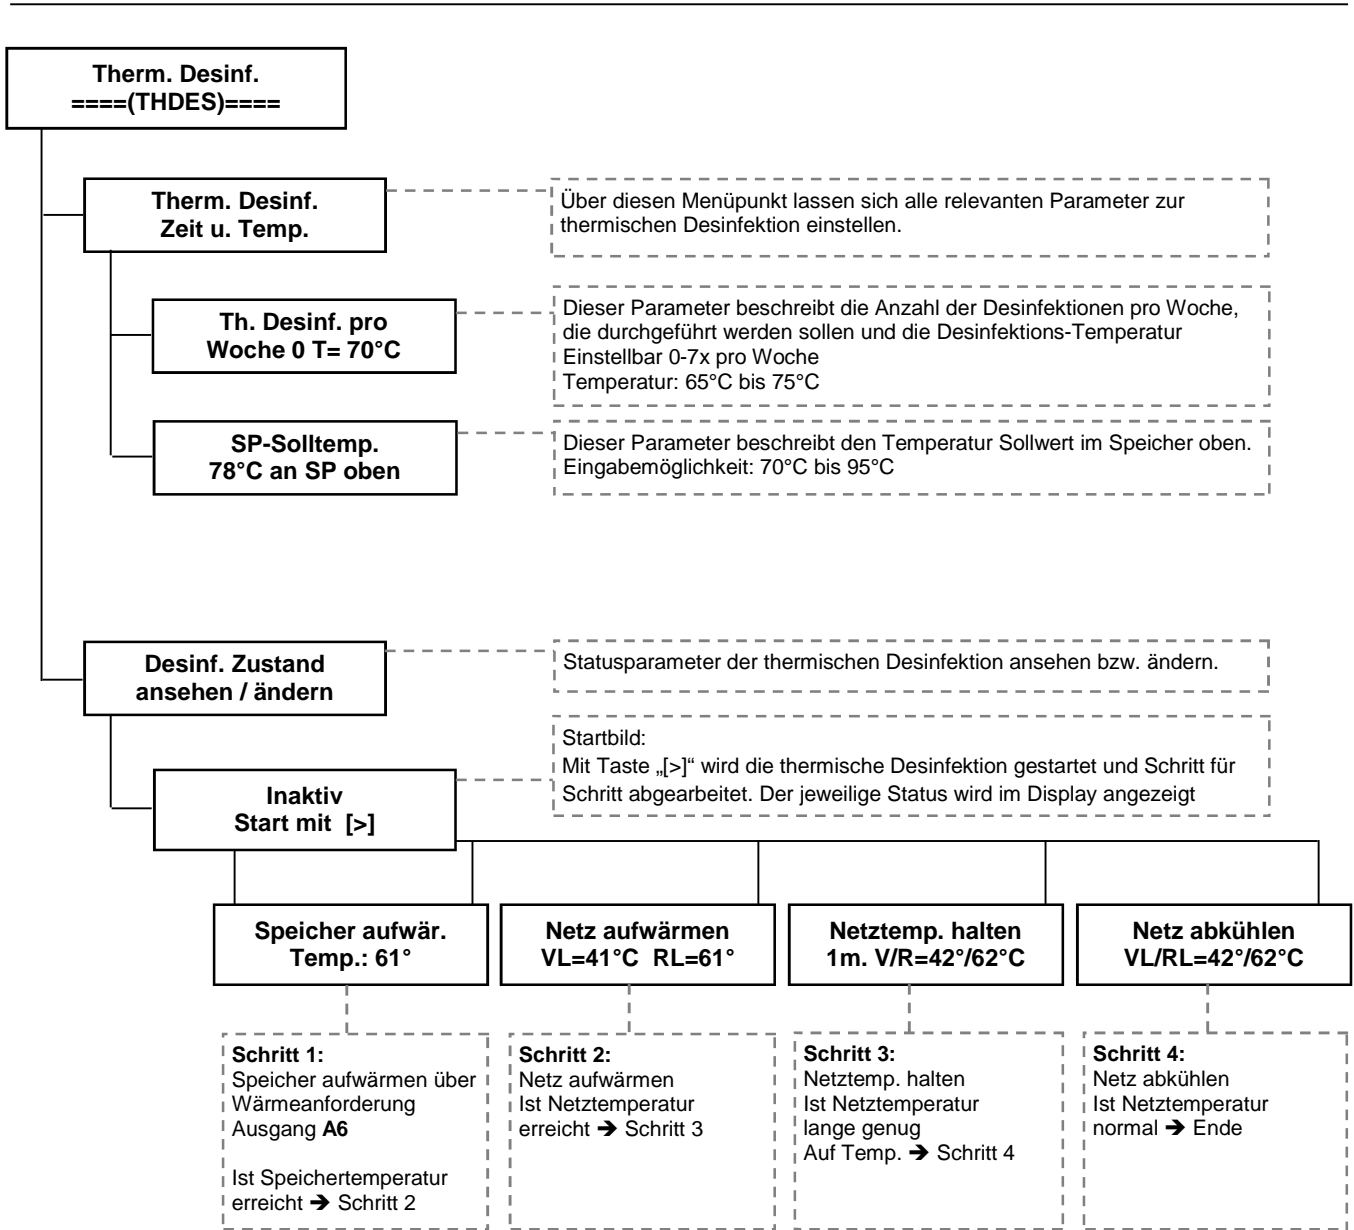 Therm. Desinf.
====(THDES)====
Therm. Desinf.
Zeit u. Temp.
Über diesen Menüpunkt lassen sich alle relevanten Parameter zur
thermischen Desinfektion einstellen.
Th. Desinf. pro
Woche 0 T= 70°C
Dieser Parameter beschreibt die Anzahl der Desinfektionen pro Woche,
die durchgeführt werden sollen und die Desinfektions-Temperatur
Einstellbar 0-7x pro Woche
Temperatur: 65°C bis 75°C
SP-Solltemp.
78°C an SP oben
Dieser Parameter beschreibt den Temperatur Sollwert im Speicher oben.
Eingabemöglichkeit: 70°C bis 95°C
Desinf. Zustand
ansehen / ändern
Statusparameter der thermischen Desinfektion ansehen bzw. ändern.
Inaktiv
Start mit [>]
Startbild:
Mit Taste „[>]“ wird die thermische Desinfektion gestartet und Schritt für
Schritt abgearbeitet. Der jeweilige Status wird im Display angezeigt
Speicher aufwär.
Temp.: 61°
Netz aufwärmen
VL=41°C RL=61°
Netztemp. halten
1m. V/R=42°/62°C
Netz abkühlen
VL/RL=42°/62°C
Schritt 1:
Speicher aufwärmen über
Wärmeanforderung
Ausgang A6
Ist Speichertemperatur
erreicht ➔ Schritt 2
Schritt 2:
Netz aufwärmen
Ist Netztemperatur
erreicht ➔ Schritt 3
Schritt 3:
Netztemp. halten
Ist Netztemperatur
lange genug
Auf Temp. ➔ Schritt 4
Schritt 4:
Netz abkühlen
Ist Netztemperatur
normal ➔ Ende